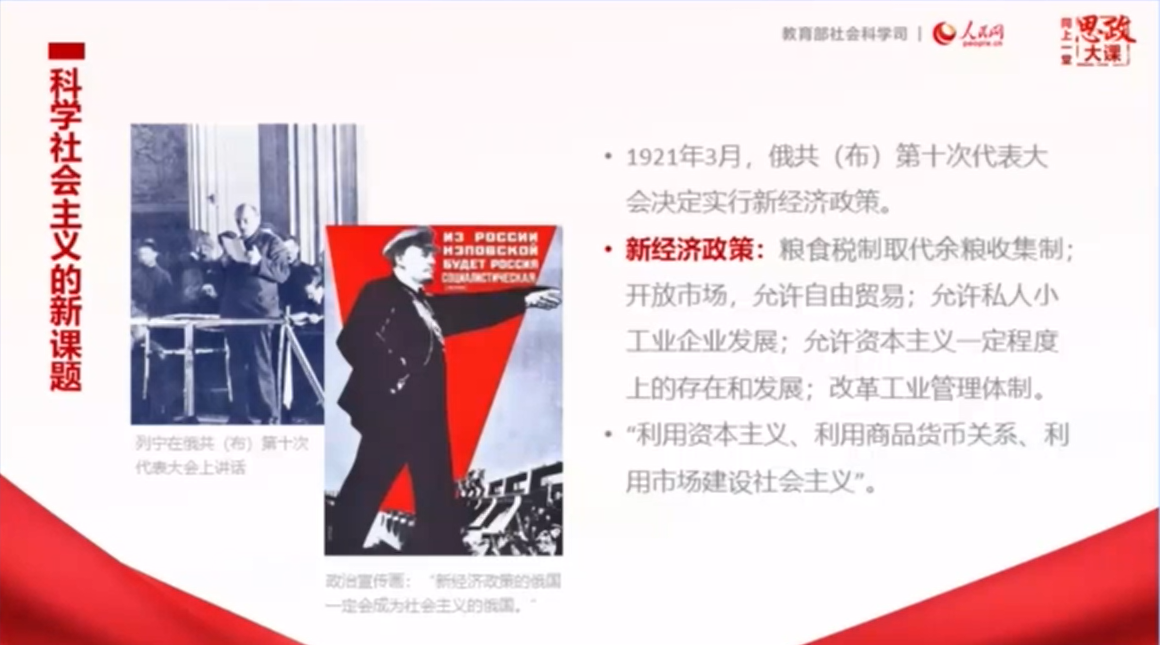 教育部社会科学司
人民网
people.cn
同上一堂
思政
大课
科学社会主义的新课题
列宁在俄共（布）第十次
代表大会上讲话
ИЗ РОССИИ
НЭПОВСКОЙ
БУДЕТ РОССИЯ
СОЦИАЛИСТИЧЕСКАЯ
政治宣传画：“新经济政策的俄国
一定会成为社会主义的俄国。”
• 1921年3月，俄共（布）第十次代表大
会决定实行新经济政策。
• 新经济政策：粮食税制取代余粮收集制；
开放市场，允许自由贸易；允许私人小
工业企业发展；允许资本主义一定程度
上的存在和发展；改革工业管理体制。
• “利用资本主义、利用商品货币关系、利
用市场建设社会主义”。